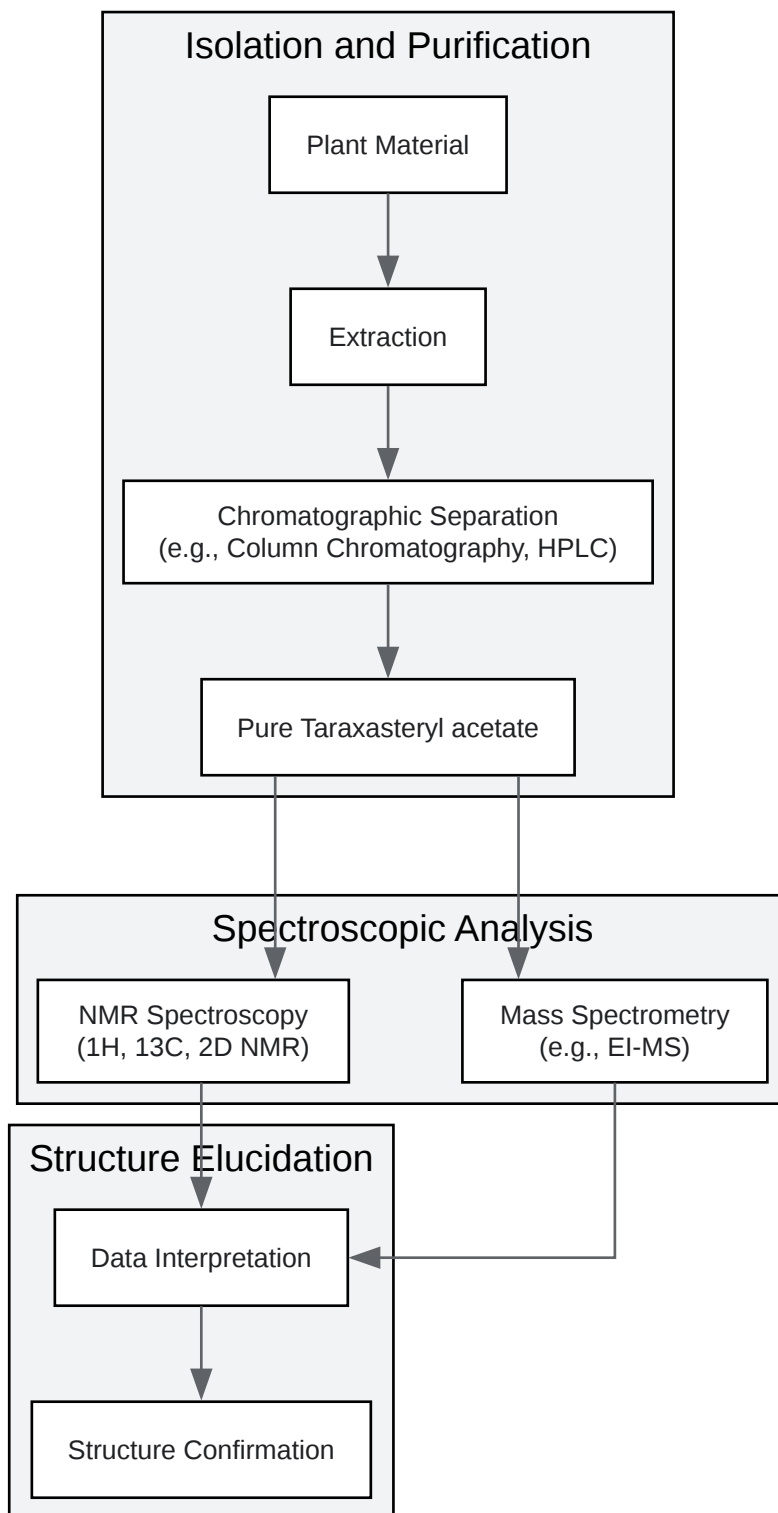 Isolation and Purification
Plant Material
Extraction
Chromatographic Separation
(e.g., Column Chromatography, HPLC)
Pure Taraxasteryl acetate
Spectroscopic Analysis
NMR Spectroscopy
(1H, 13C, 2D NMR)
Mass Spectrometry
(e.g., EI-MS)
Structure Elucidation
Data Interpretation
Structure Confirmation